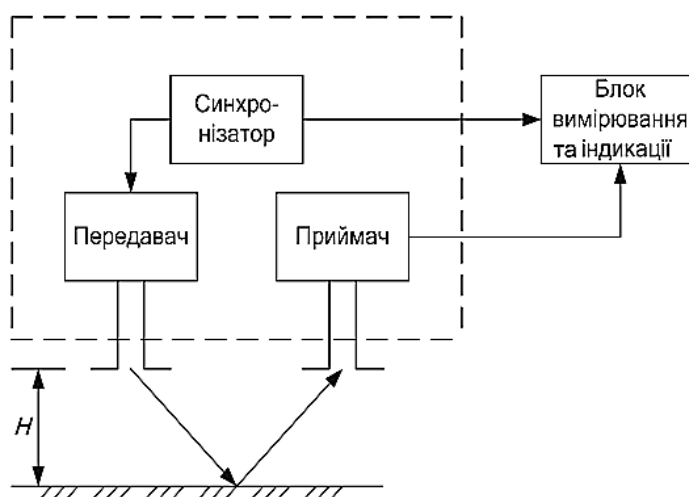 Синхро-
нізатор
Блок
вимірювання
та індикації
Передавач
Приймач
H